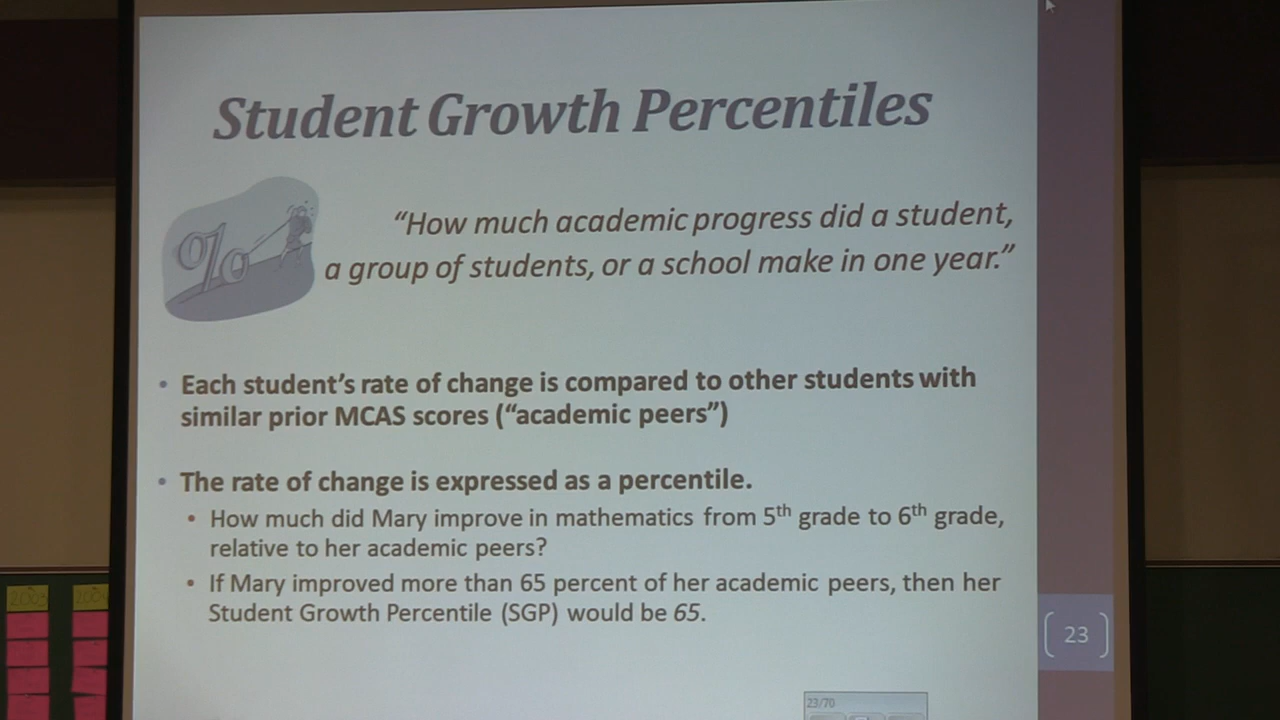 Student Growth Percentiles
%
“How much academic progress did a student,
a group of students, or a school make in one year.”
• Each student’s rate of change is compared to other students with
similar prior MCAS scores (“academic peers”)
• The rate of change is expressed as a percentile.
• How much did Mary improve in mathematics from 5th grade to 6th grade,
relative to her academic peers?
• If Mary improved more than 65 percent of her academic peers, then her
Student Growth Percentile (SGP) would be 65.
23
23/70
2003